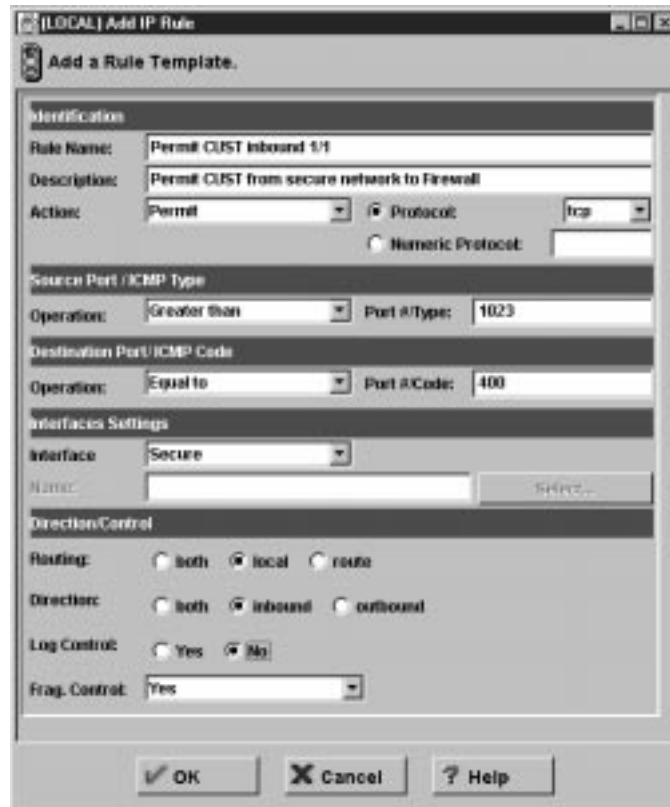 (LOCAL) Add IP Rule
Add a Rule Template.
Identification
Rule Name: Permit CUST inbound 1/1
Description: Permit CUST from secure network to Firewall
Action: Permit Protocol: tcp
Numeric Protocol:
Source Port /ICMP Type
Operation: Greater than Port #/Type: 1023
Destination Port/ICMP Code
Operation: Equal to Port #/Code: 400
Interfaces Settings
Interface Secure
Name: Select...
Direction/Control
Routing: both local route
Direction: both inbound outbound
Log Control: Yes No
Frag. Control: Yes
OK Cancel ? Help